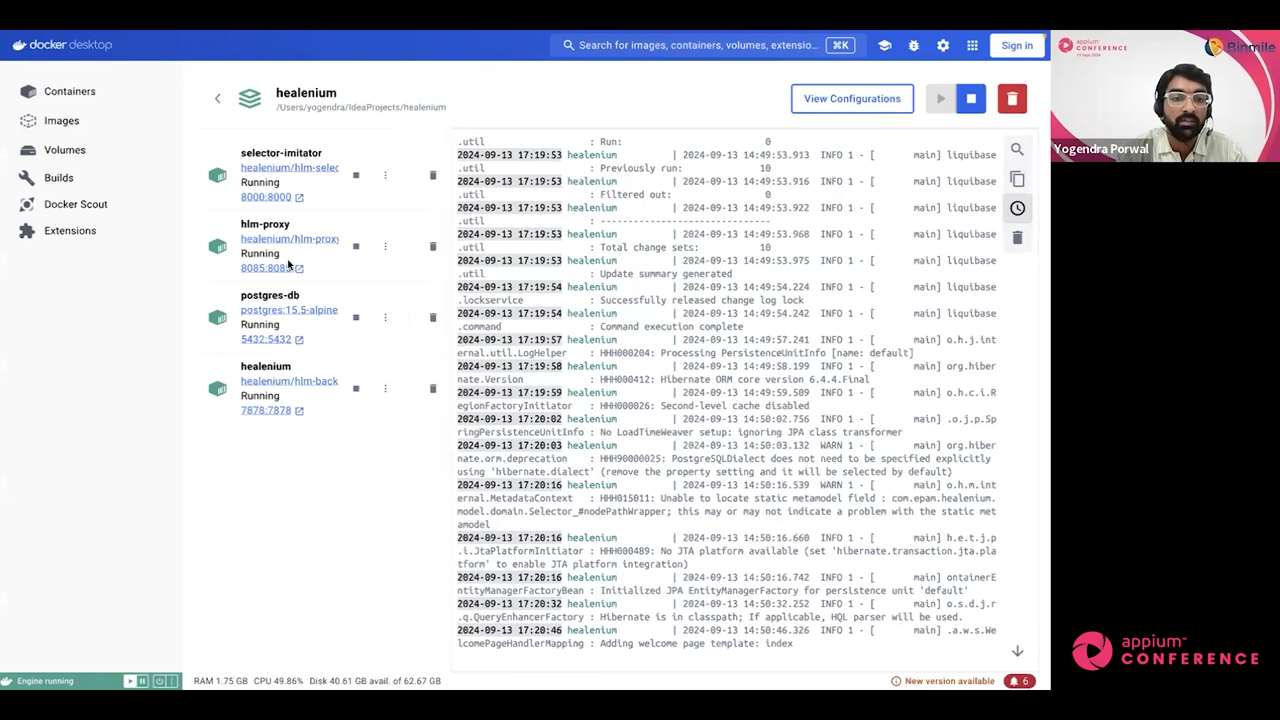 docker desktop
Search for images, containers, volumes, extensio...
⌘K
Sign in
Containers
Images
Volumes
Builds
Docker Scout
Extensions
healenium
/Users/yogendra/IdeaProjects/healenium
View Configurations
selector-imitator
healenium/hlm-selec
Running
8000:8000
hlm-proxy
healenium/hlm-proxy
Running
8085:8085
postgres-db
postgres:15.5-alpine
Running
5432:5432
healenium
healenium/hlm-back
Running
7878:7878
.util : Run: 0
2024-09-13 17:19:53 healenium | 2024-09-13 14:49:53.913 INFO 1 - [ main] liquibase
.util : Previously run: 10
2024-09-13 17:19:53 healenium | 2024-09-13 14:49:53.916 INFO 1 - [ main] liquibase
.util : Filtered out: 0
2024-09-13 17:19:53 healenium | 2024-09-13 14:49:53.922 INFO 1 - [ main] liquibase
.util : -------------------------------
2024-09-13 17:19:53 healenium | 2024-09-13 14:49:53.968 INFO 1 - [ main] liquibase
.util : Total change sets: 10
2024-09-13 17:19:53 healenium | 2024-09-13 14:49:53.975 INFO 1 - [ main] liquibase
.util : Update summary generated
2024-09-13 17:19:54 healenium | 2024-09-13 14:49:54.224 INFO 1 - [ main] liquibase
.lockservice : Successfully released change log lock
2024-09-13 17:19:54 healenium | 2024-09-13 14:49:54.242 INFO 1 - [ main] liquibase
.command : Command execution complete
2024-09-13 17:19:57 healenium | 2024-09-13 14:49:57.241 INFO 1 - [ main] o.h.j.int
ernal.util.LogHelper : HHH000204: Processing PersistenceUnitInfo [name: default]
2024-09-13 17:19:58 healenium | 2024-09-13 14:49:58.199 INFO 1 - [ main] org.hiber
nate.Version : HHH000412: Hibernate ORM core version 6.4.4.Final
2024-09-13 17:19:59 healenium | 2024-09-13 14:49:59.509 INFO 1 - [ main] o.h.c.i.R
egionFactoryInitiator : HHH000026: Second-level cache disabled
2024-09-13 17:20:02 healenium | 2024-09-13 14:50:02.756 INFO 1 - [ main] .o.j.p.Sp
ringPersistenceUnitInfo : No LoadTimeWeaver setup: ignoring JPA class transformer
2024-09-13 17:20:03 healenium | 2024-09-13 14:50:03.132 WARN 1 - [ main] org.hiber
nate.orm.deprecation : HHH90000025: PostgreSQLDialect does not need to be specified explicitly
using 'hibernate.dialect' (remove the property setting and it will be selected by default)
2024-09-13 17:20:16 healenium | 2024-09-13 14:50:16.539 WARN 1 - [ main] o.h.m.int
ernal.MetadataContext : HHH015011: Unable to locate static metamodel field : com.epam.healenium.
model.domain.Selector_#nodePathWrapper; this may or may not indicate a problem with the static met
amodel
2024-09-13 17:20:16 healenium | 2024-09-13 14:50:16.660 INFO 1 - [ main] h.e.t.j.p
.i.JtaPlatformInitiator : HHH000489: No JTA platform available (set 'hibernate.transaction.jta.pla
tform' to enable JTA platform integration)
2024-09-13 17:20:16 healenium | 2024-09-13 14:50:16.742 INFO 1 - [ main] ontainerE
ntityManagerFactoryBean : Initialized JPA EntityManagerFactory for persistence unit 'default'
2024-09-13 17:20:32 healenium | 2024-09-13 14:50:32.252 INFO 1 - [ main] o.s.d.j.r
.q.QueryEnhancerFactory : Hibernate is in classpath; If applicable, HQL parser will be used.
2024-09-13 17:20:46 healenium | 2024-09-13 14:50:46.326 INFO 1 - [ main] .a.w.s.We
lcomePageHandlerMapping : Adding welcome page template: index
Engine running
RAM 1.75 GB CPU 49.86% Disk 40.61 GB avail. of 62.67 GB
New version available
6
appium
CONFERENCE
Binmile
Yogendra Porwal
appium
CONFERENCE